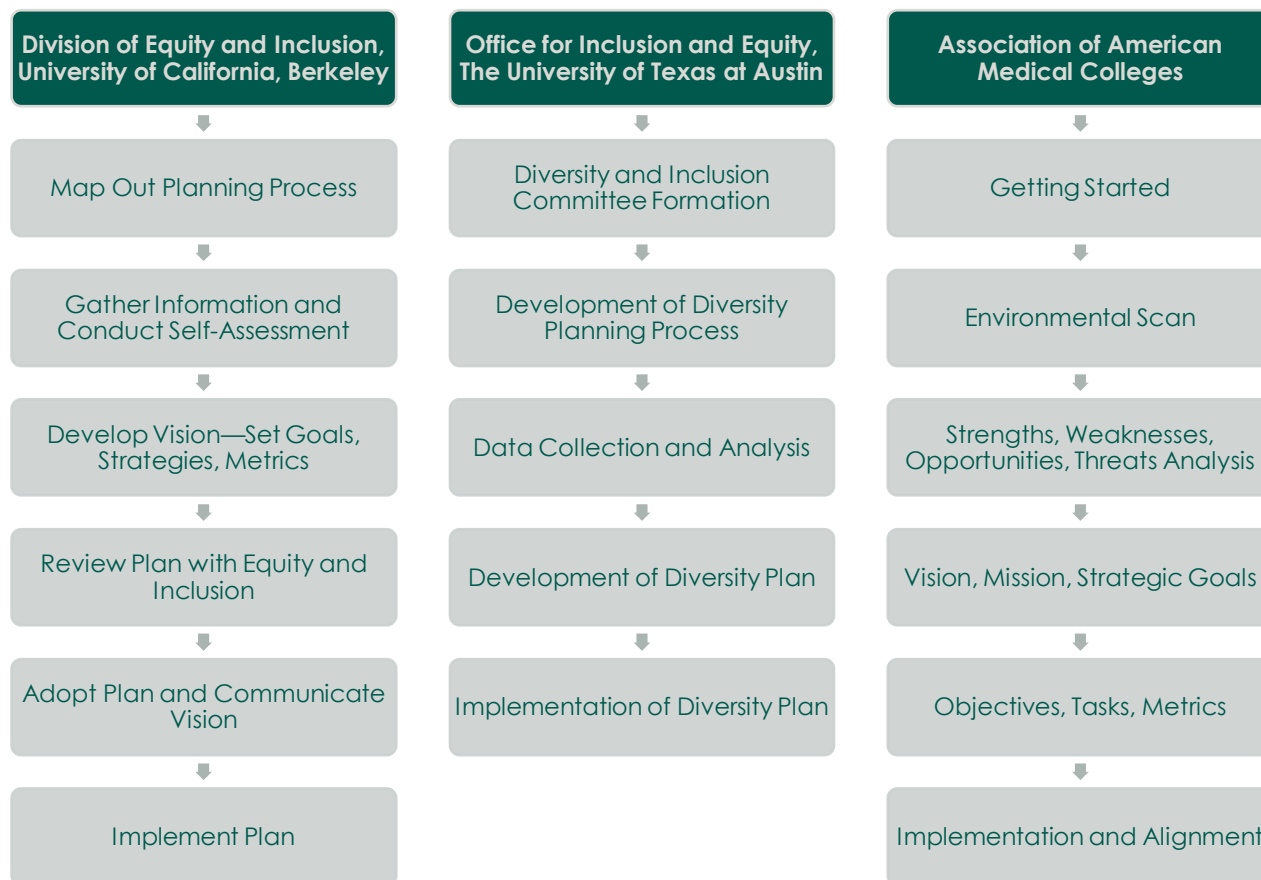 Division of Equity and Inclusion,
University of California, Berkeley
Map Out Planning Process
Gather Information and
Conduct Self-Assessment
Develop Vision—Set Goals,
Strategies, Metrics
Review Plan with Equity and
Inclusion
Adopt Plan and Communicate
Vision
Implement Plan
Office for Inclusion and Equity,
The University of Texas at Austin
Diversity and Inclusion
Committee Formation
Development of Diversity
Planning Process
Data Collection and Analysis
Development of Diversity Plan
Implementation of Diversity Plan
Association of American
Medical Colleges
Getting Started
Environmental Scan
Strengths, Weaknesses,
Opportunities, Threats Analysis
Vision, Mission, Strategic Goals
Objectives, Tasks, Metrics
Implementation and Alignment